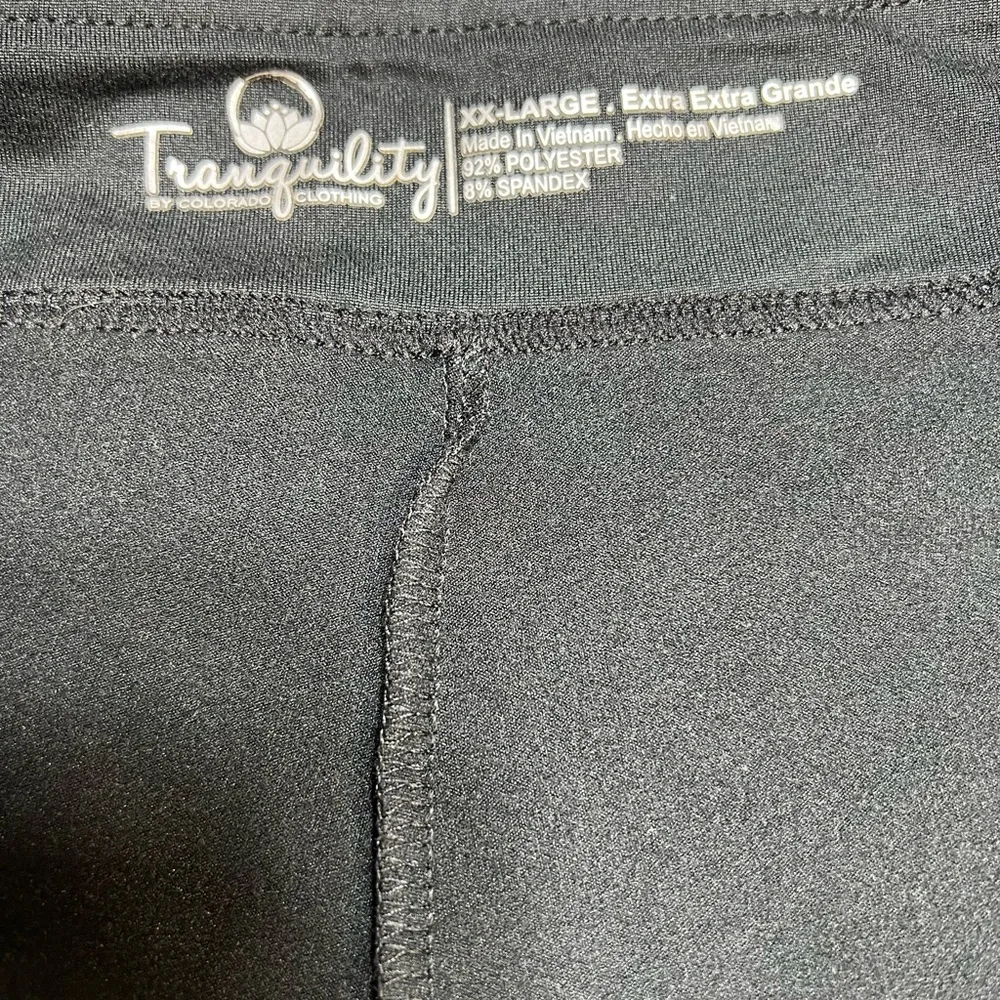 Tranquility
BY COLORADO CLOTHING
XX-LARGE . Extra Extra Grande
Made In Vietnam . Hecho en Vietnam
92% POLYESTER
8% SPANDEX